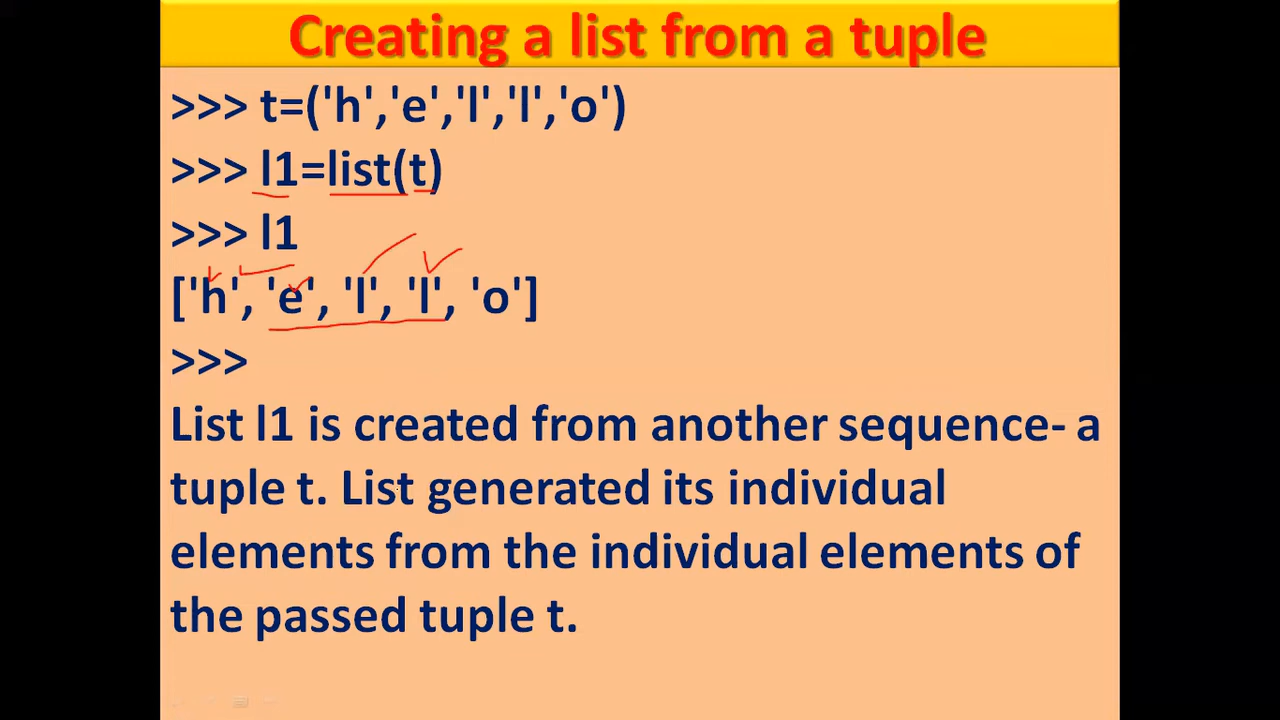 Creating a list from a tuple
>>> t=('h','e','l','l','o')
>>> l1=list(t)
>>> l1
['h', 'e', 'l', 'l', 'o']
>>>
List l1 is created from another sequence- a
tuple t. List generated its individual
elements from the individual elements of
the passed tuple t.